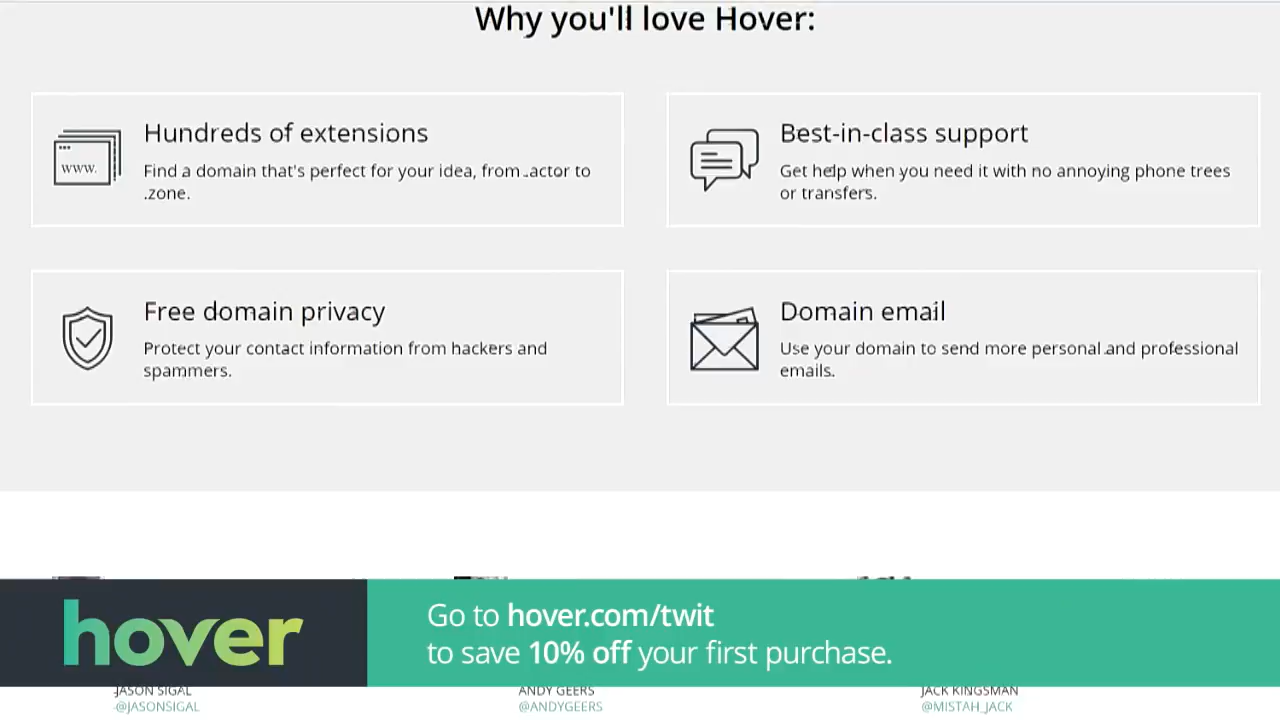 Why you'll love Hover:
www.
Hundreds of extensions
Find a domain that's perfect for your idea, from .actor to
.zone.
Best-in-class support
Get help when you need it with no annoying phone trees
or transfers.
Free domain privacy
Protect your contact information from hackers and
spammers.
Domain email
Use your domain to send more personal and professional
emails.
hover
Go to hover.com/twit
to save 10% off your first purchase.
JASON SIGAL
@JASONSIGAL
ANDY GEERS
@ANDYGEERS
JACK KINGSMAN
@MISTAH_JACK